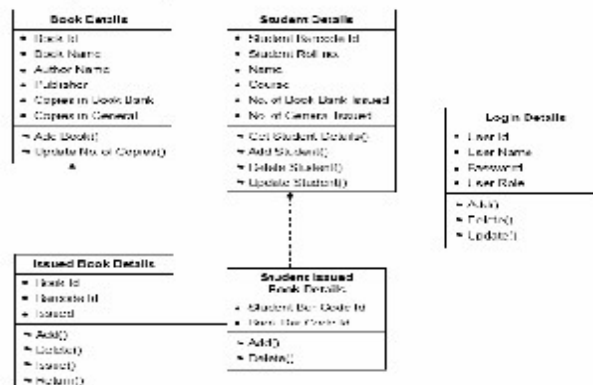 Book Details
Book Id
Book Name
Author Name
Publisher
Copies in Book Bank
Copies in General
Add Book()
Update No. of Copies()
Student Details
Student Barcode Id
Student Roll no.
Name
Course
No. of Book Bank Issued
No. of General Issued
Get Student Details()
Add Student()
Delete Student()
Update Student()
Login Details
User Id
User Name
Password
User Role
Add()
Delete()
Update()
Issued Book Details
Book Id
Barcode Id
Issued
Add()
Delete()
Issue()
Return()
Student Issued
Book Details
Student Bar Code Id
Bar Code Id
Add()
Delete()